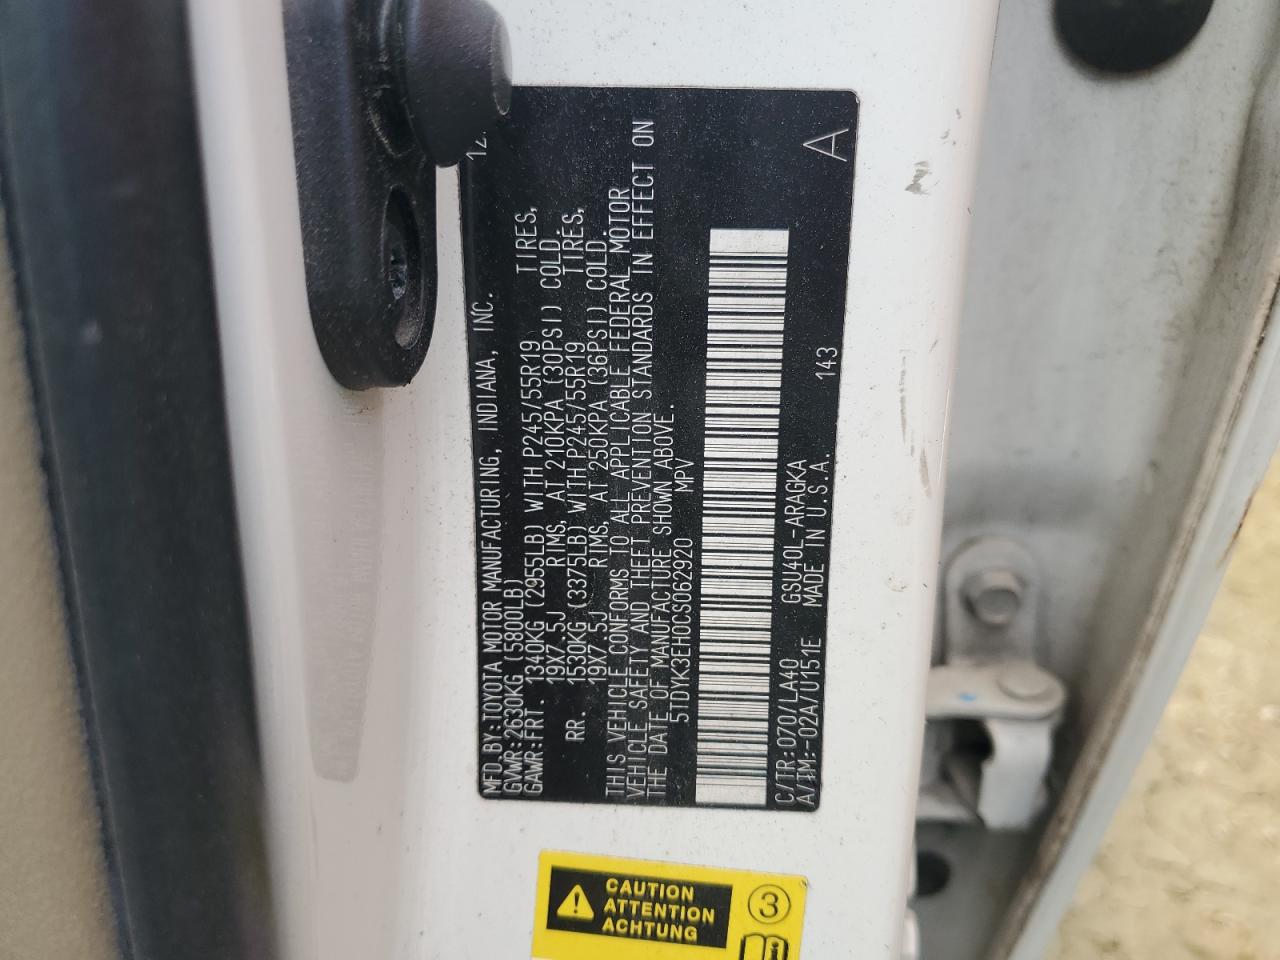 MFD.BY:TOYOTA MOTOR MANUFACTURING, INDIANA, INC. 12
GVWR:2630KG (5800LB)
GAWR:FRT. 1340KG (2955LB) WITH P245/55R19 TIRES,
19X7.5J RIMS, AT 210KPA (30PSI) COLD.
RR. 1530KG (3375LB) WITH P245/55R19 TIRES,
19X7.5J RIMS, AT 250KPA (36PSI) COLD.
THIS VEHICLE CONFORMS TO ALL APPLICABLE FEDERAL MOTOR
VEHICLE SAFETY AND THEFT PREVENTION STANDARDS IN EFFECT ON
THE DATE OF MANUFACTURE SHOWN ABOVE.
5TDYK3EH0CS062920 MPV
C/TR:070/LA40 GSU40L-ARAGKA
A/TM:-02A/U151E MADE IN U.S.A. 143 A
CAUTION
ATTENTION
ACHTUNG
3